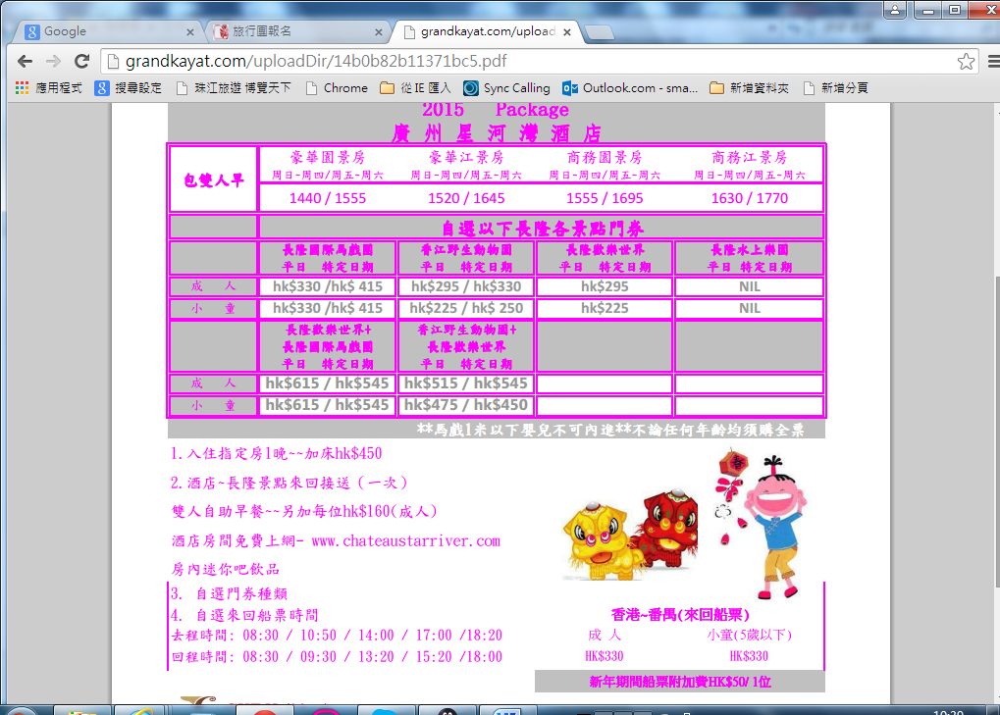 Google
旅行團報名
grandkayat.com/upload
grandkayat.com/uploadDir/14b0b82b11371bc5.pdf
應用程式 搜尋設定 珠江旅遊 博覽天下 Chrome 從 IE 匯入 Sync Calling Outlook.com - sma... 新增資料夾 新增分頁
2015 Package
廣州星河灣酒店
包雙人早
豪華園景房 豪華江景房 商務園景房 商務江景房
周日-周四/周五-周六 周日-周四/周五-周六 周日-周四/周五-周六 周日-周四/周五-周六
1440 / 1555 1520 / 1645 1555 / 1695 1630 / 1770
自選以下長隆各景點門券
長隆國際馬戲團 香江野生動物園 長隆歡樂世界 長隆水上樂園
平日 特定日期 平日 特定日期 平日 特定日期 平日 特定日期
成 人 hk$330 /hk$ 415 hk$295 / hk$330 hk$295 NIL
小 童 hk$330 /hk$ 415 hk$225 / hk$ 250 hk$225 NIL
長隆歡樂世界+ 香江野生動物園+
長隆國際馬戲團 長隆歡樂世界
平日 特定日期 平日 特定日期
成 人 hk$615 / hk$545 hk$515 / hk$545
小 童 hk$615 / hk$545 hk$475 / hk$450
**馬戲1米以下嬰兒不可內進**不論任何年齡均須購全票
1.入住指定房1晚~~加床hk$450
2.酒店~長隆景點來回接送（一次）
雙人自助早餐~~另加每位hk$160(成人)
酒店房間免費上網- www.chateaustarriver.com
房內迷你吧飲品
3. 自選門券種類
4. 自選來回船票時間
去程時間: 08:30 / 10:50 / 14:00 / 17:00 /18:20
回程時間: 08:30 / 09:30 / 13:20 / 15:20 /18:00
春
香港~番禺(來回船票)
成 人 小童(5歲以下)
HK$330 HK$330
新年期間船票附加費HK$50/ 1位